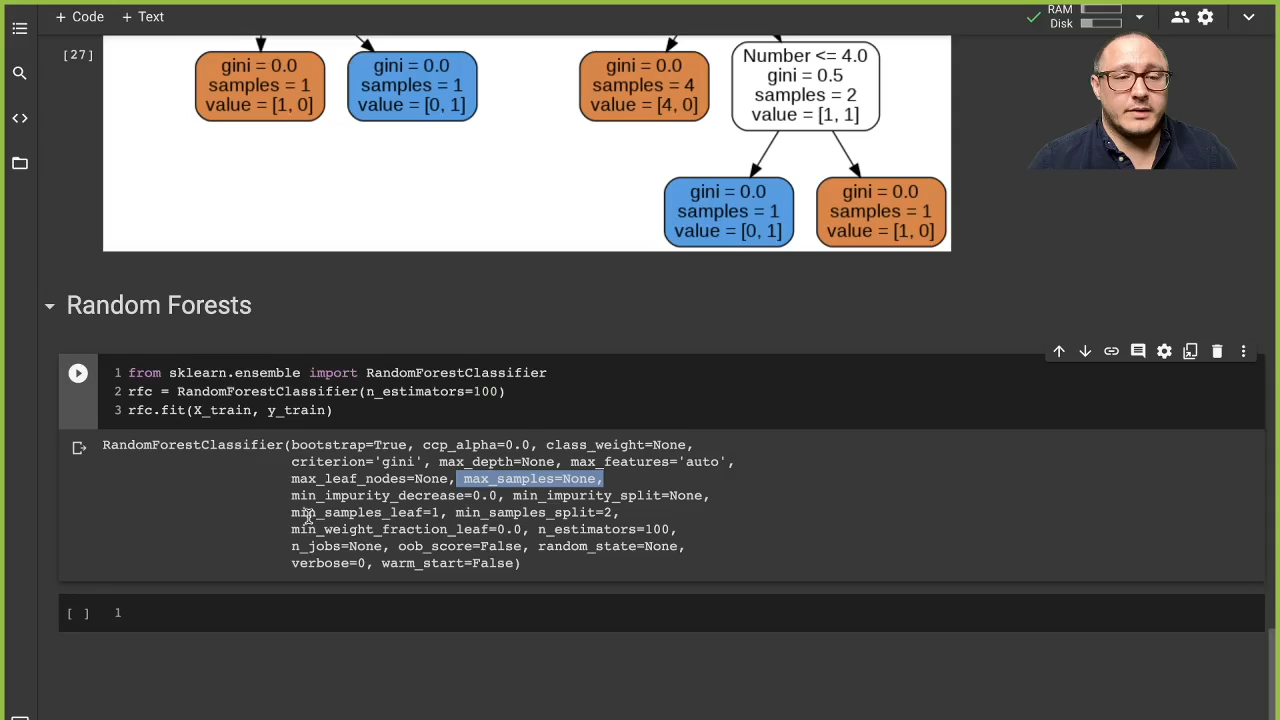 + Code + Text
RAM
Disk
[27]
gini = 0.0
samples = 1
value = [1, 0]
gini = 0.0
samples = 1
value = [0, 1]
gini = 0.0
samples = 4
value = [4, 0]
Number <= 4.0
gini = 0.5
samples = 2
value = [1, 1]
gini = 0.0
samples = 1
value = [0, 1]
gini = 0.0
samples = 1
value = [1, 0]
Random Forests
1 from sklearn.ensemble import RandomForestClassifier
2 rfc = RandomForestClassifier(n_estimators=100)
3 rfc.fit(X_train, y_train)
RandomForestClassifier(bootstrap=True, ccp_alpha=0.0, class_weight=None,
criterion='gini', max_depth=None, max_features='auto',
max_leaf_nodes=None, max_samples=None,
min_impurity_decrease=0.0, min_impurity_split=None,
min_samples_leaf=1, min_samples_split=2,
min_weight_fraction_leaf=0.0, n_estimators=100,
n_jobs=None, oob_score=False, random_state=None,
verbose=0, warm_start=False)
[ ] 1